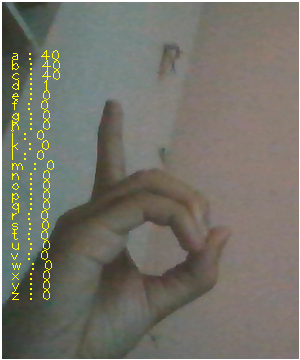 a : 40
b : 40
c : 40
d : 1
e : 0
f : 0
g : 0
h : 0
i : 0
k : 0
l : 0
m : 0
n : 0
o : 0
p : 0
q : 0
r : 0
s : 0
t : 0
u : 0
v : 0
w : 0
x : 0
y : 0
z : 0